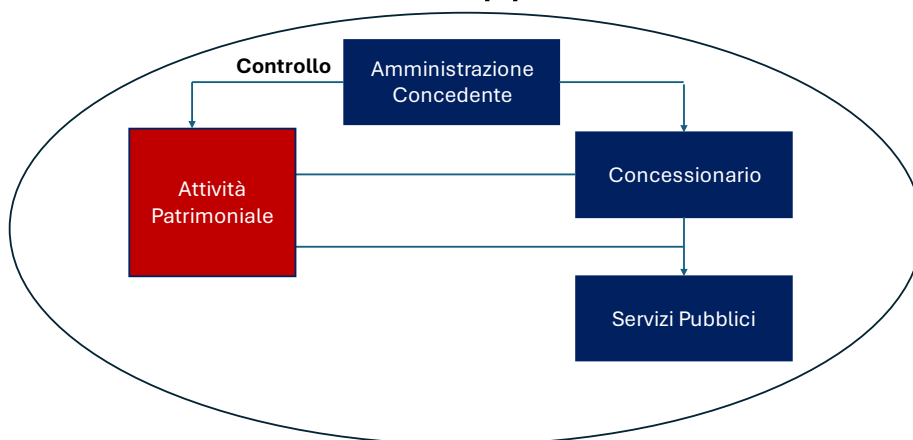 Controllo
Amministrazione
Concedente
Attività
Patrimoniale
Concessionario
Servizi Pubblici